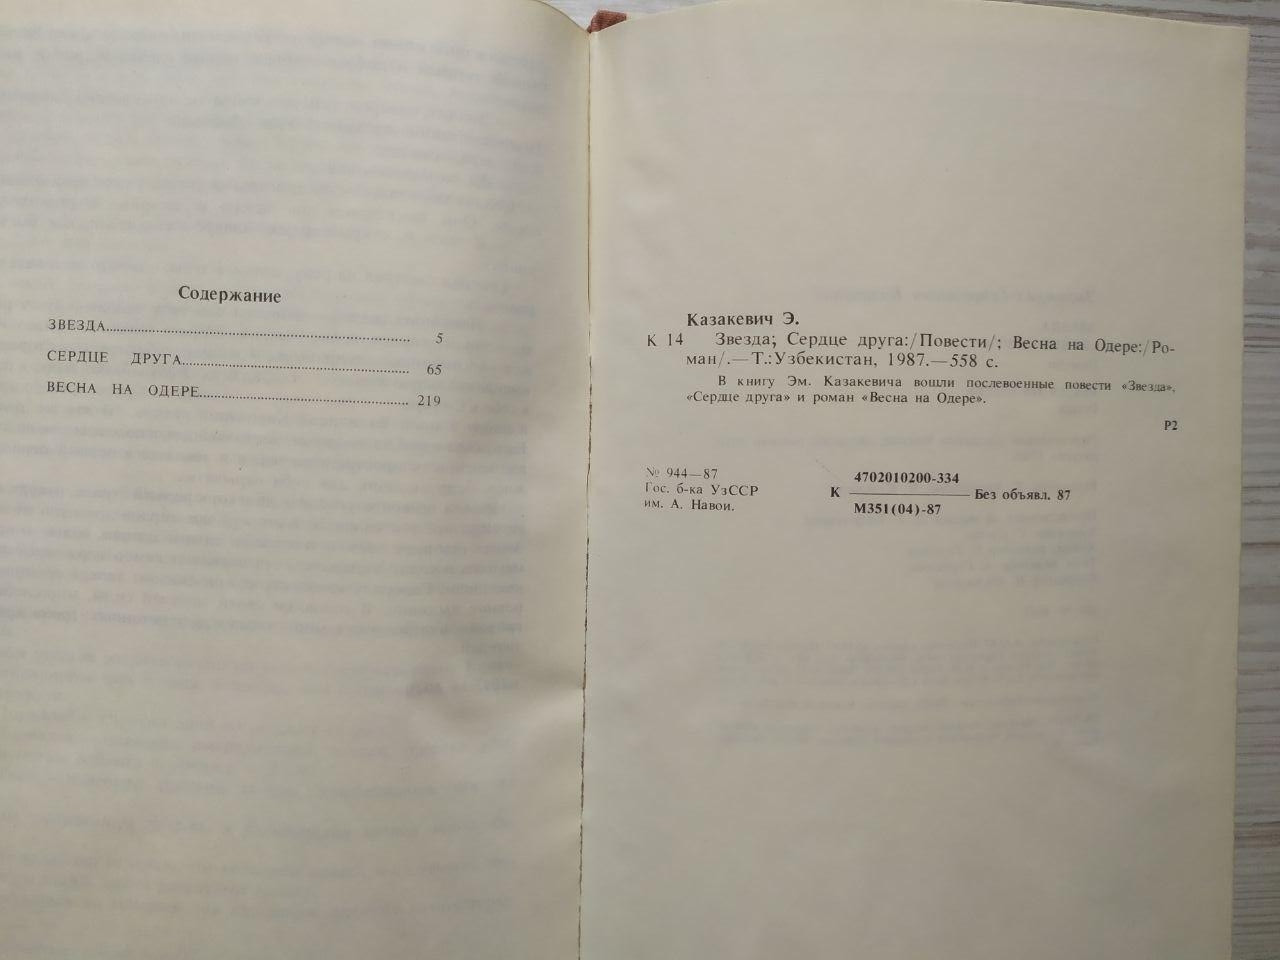 Содержание
ЗВЕЗДА..................................................................... 5
СЕРДЦЕ ДРУГА..................................................... 65
ВЕСНА НА ОДЕРЕ................................................. 219
Казакевич Э.
К 14 Звезда; Сердце друга:/Повести/; Весна на Одере:/Ро-
ман/.—Т.:Узбекистан, 1987.—558 с.
В книгу Эм. Казакевича вошли послевоенные повести «Звезда»,
«Сердце друга» и роман «Весна на Одере».
Р2
№ 944—87
Гос. б-ка УзССР
им. А. Навои.
4702010200-334
К ——— Без объявл. 87
М351(04)-87